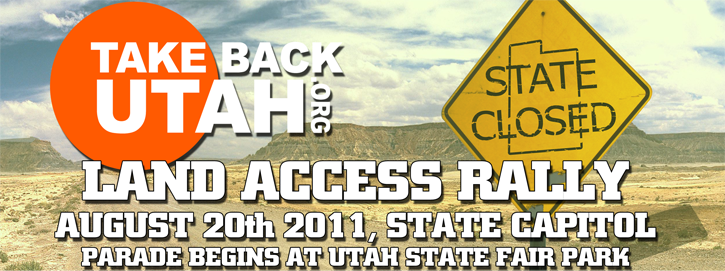 TAKE BACK
UTAH.ORG
STATE
CLOSED
LAND ACCESS RALLY
AUGUST 20th 2011, STATE CAPITOL
PARADE BEGINS AT UTAH STATE FAIR PARK